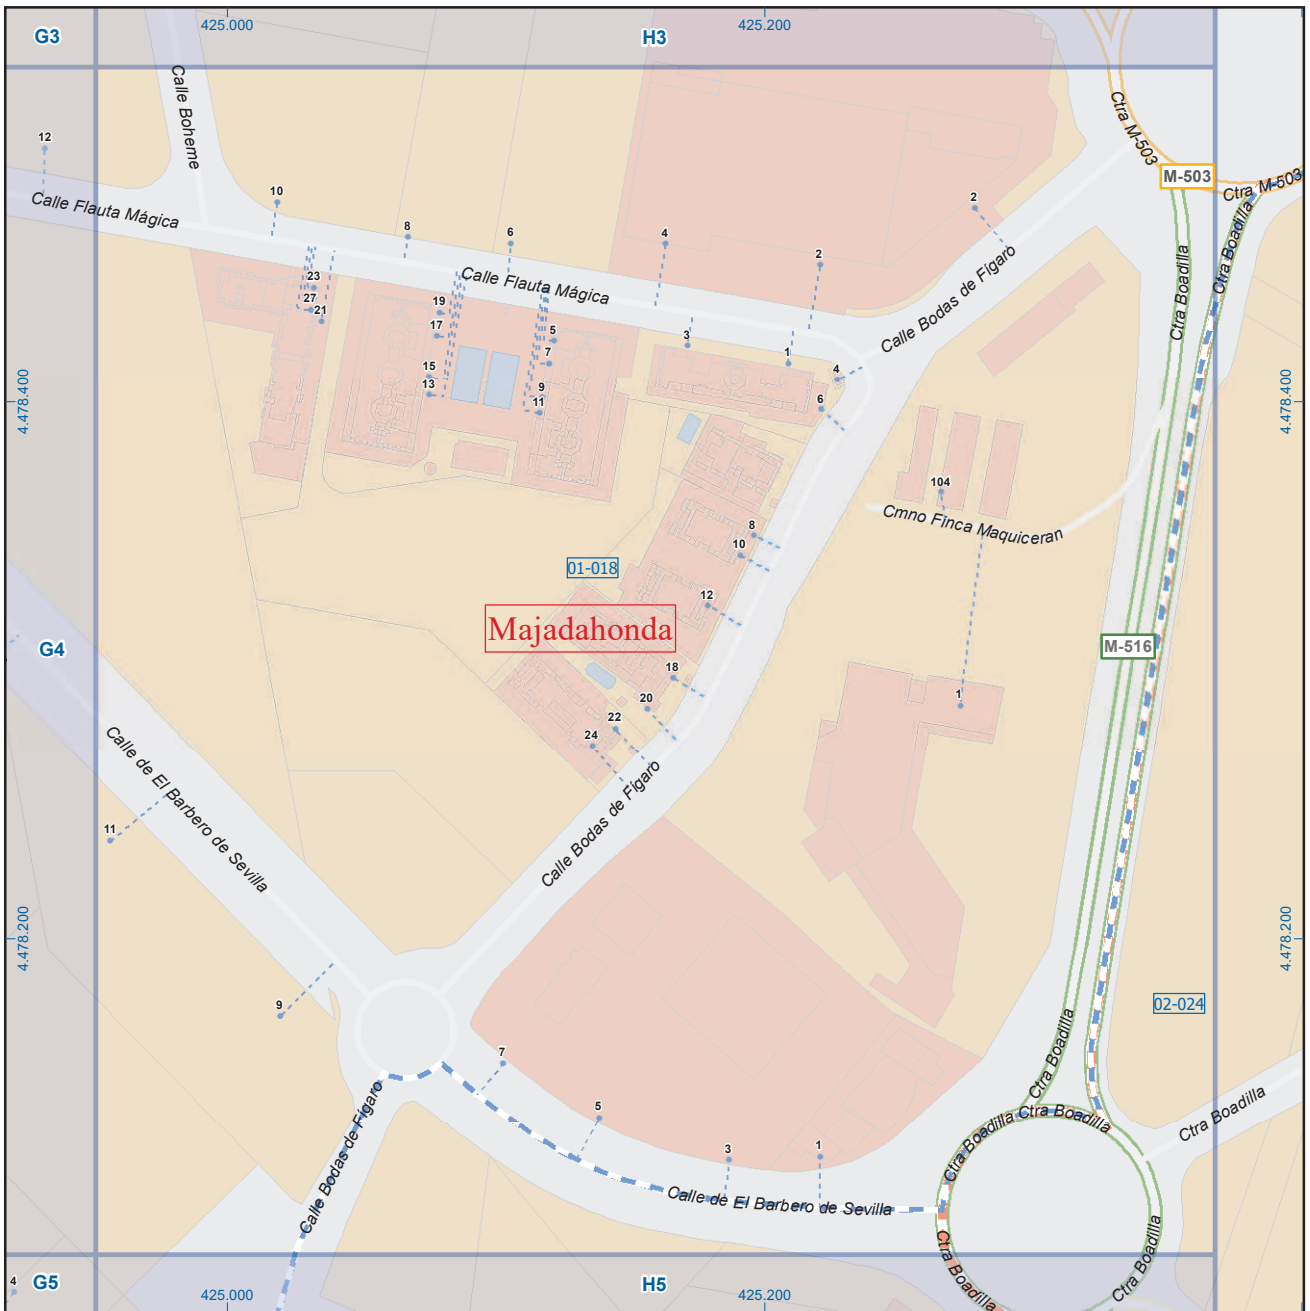 425.000
425.200
G3
H3
Calle Boheme
Ctra M-503
12
M-503
Ctra M-503
10
2
Calle Flauta Mágica
8
6
4
2
Ctra Boadilla
Ctra Boadilla
23
27
21
Calle Flauta Mágica
Calle Bodas de Fígaro
19
17
5
7
3
1
4
15
13
9
11
6
4.478.400
4.478.400
104
Cmno Finca Maquiceran
8
10
01-018
12
Majadahonda
G4
M-516
18
1
20
22
24
Calle de El Barbero de Sevilla
Calle Bodas de Fígaro
11
4.478.200
4.478.200
9
02-024
7
Ctra Boadilla
5
Ctra Boadilla
Ctra Boadilla
Ctra Boadilla
Calle Bodas de Fígaro
3
1
Calle de El Barbero de Sevilla
Ctra Boadilla
Ctra Boadilla
4
G5
H5
425.000
425.200